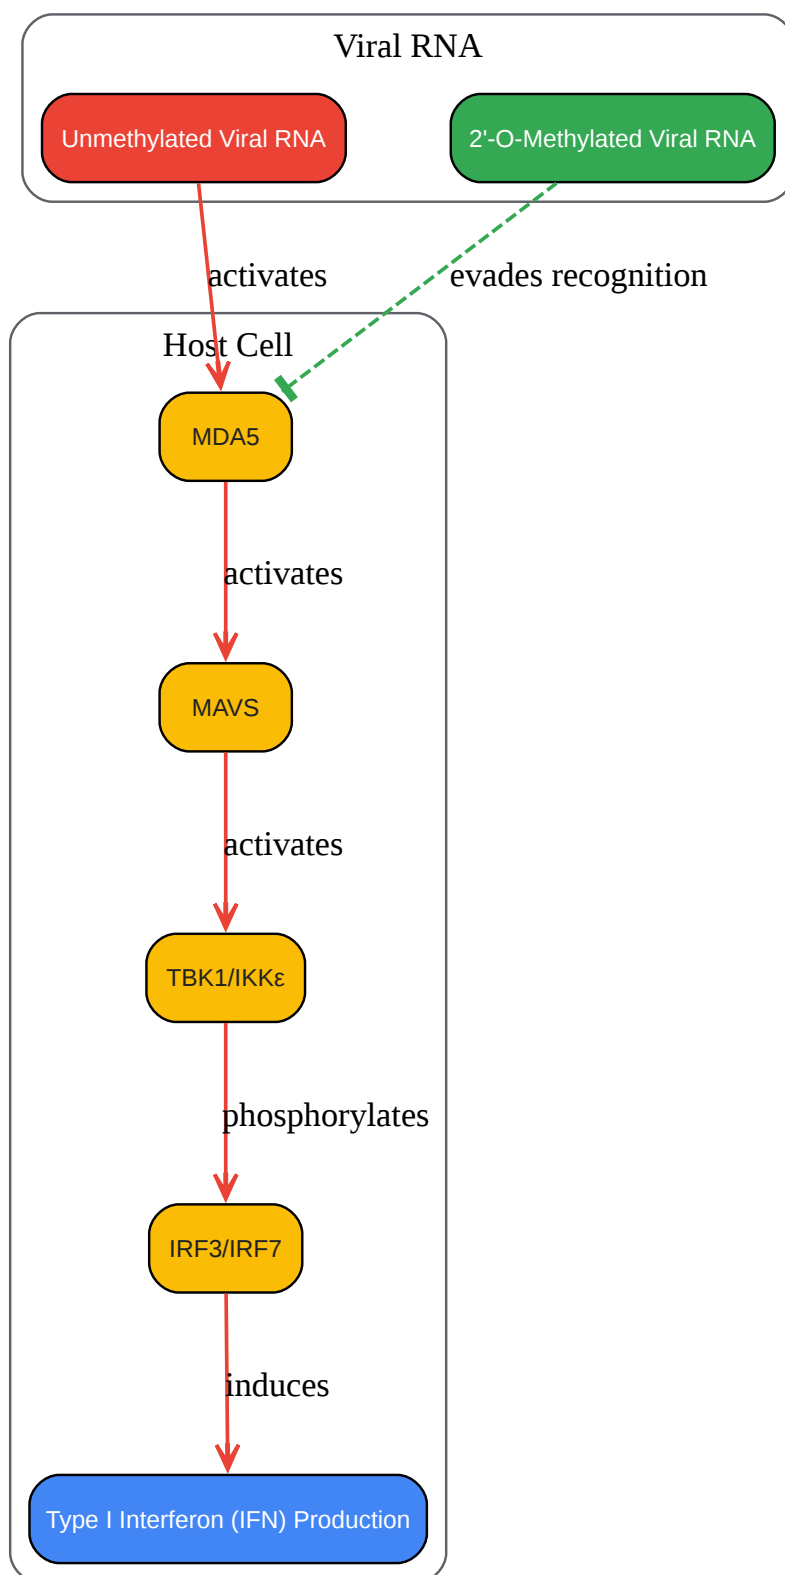 Viral RNA
Unmethylated Viral RNA
2'-O-Methylated Viral RNA
activates
evades recognition
Host Cell
MDA5
activates
MAVS
activates
TBK1/IKKε
phosphorylates
IRF3/IRF7
induces
Type I Interferon (IFN) Production